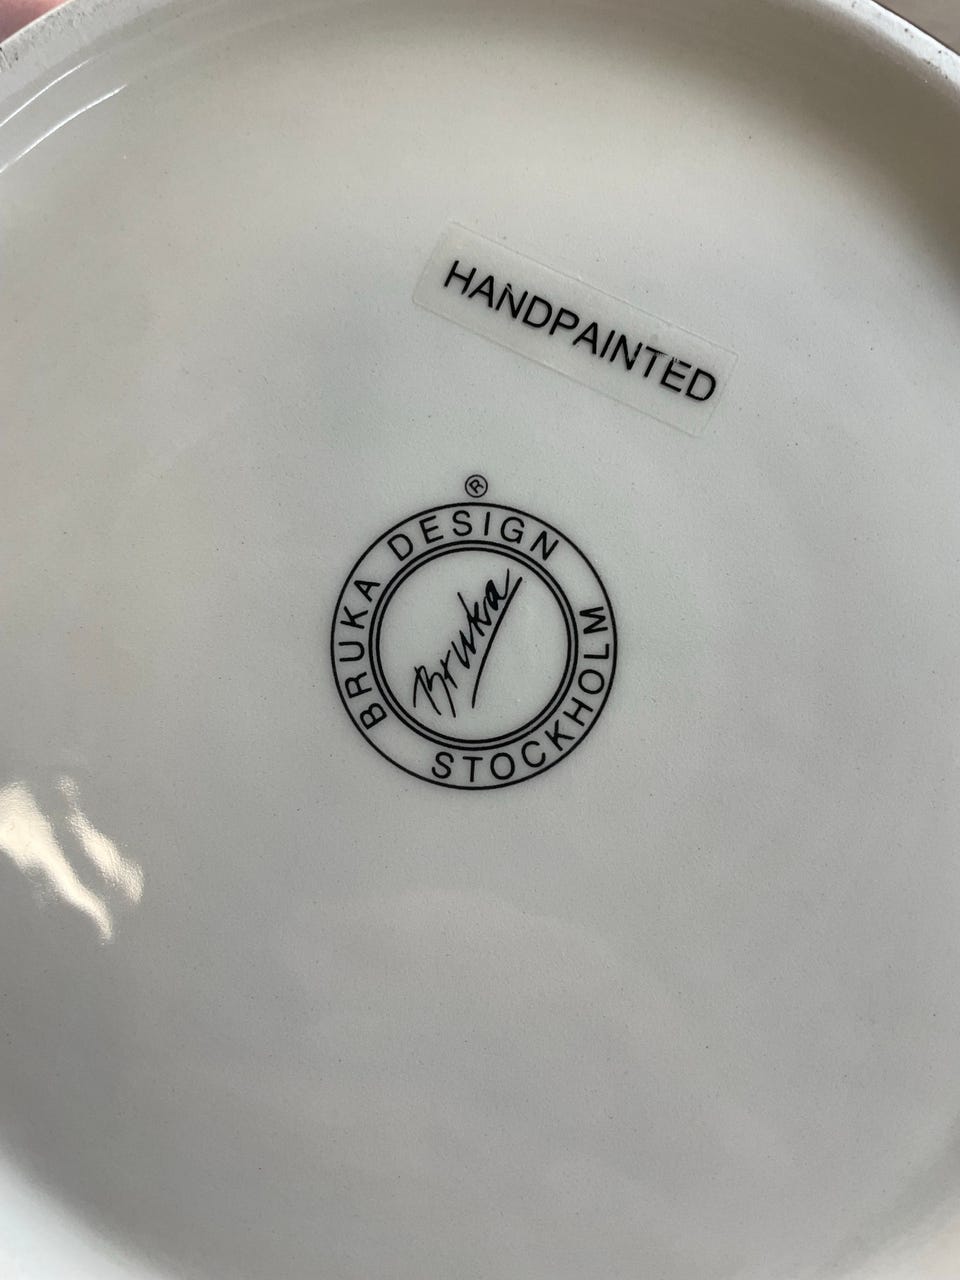 HANDPAINTED
®
BRUKA DESIGN
Bruka
STOCKHOLM